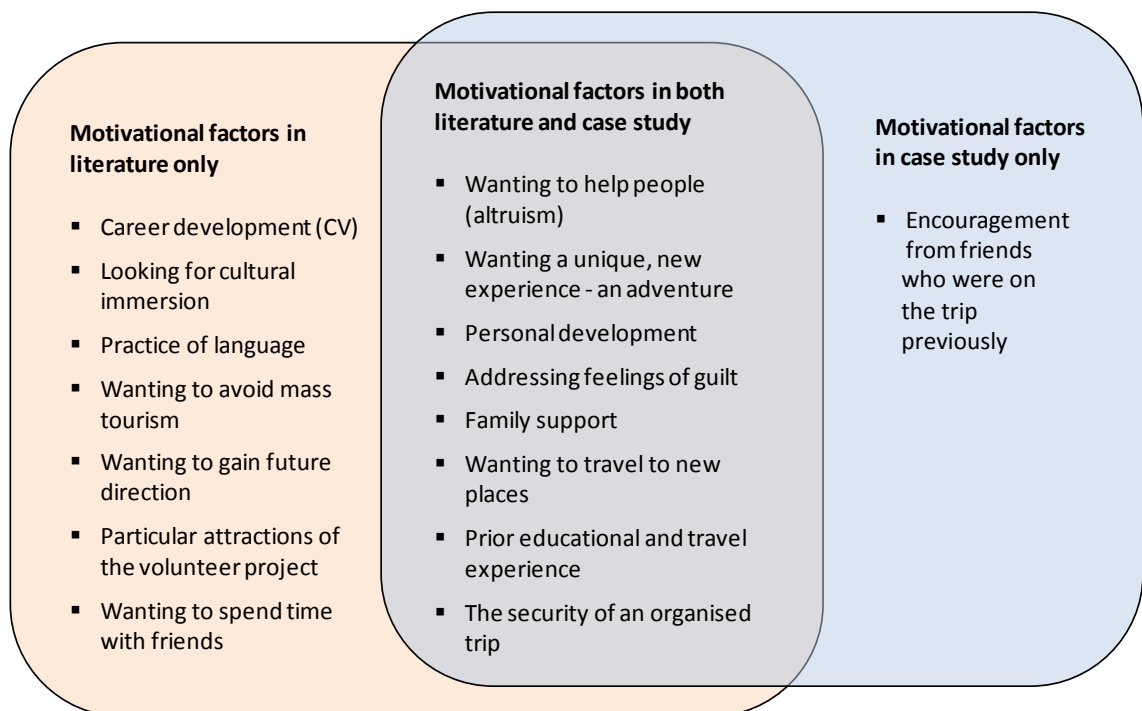 Motivational factors in
literature only
▪ Career development (CV)
▪ Looking for cultural
immersion
▪ Practice of language
▪ Wanting to avoid mass
tourism
▪ Wanting to gain future
direction
▪ Particular attractions of
the volunteer project
▪ Wanting to spend time
with friends
Motivational factors in both
literature and case study
▪ Wanting to help people
(altruism)
▪ Wanting a unique, new
experience - an adventure
▪ Personal development
▪ Addressing feelings of guilt
▪ Family support
▪ Wanting to travel to new
places
▪ Prior educational and travel
experience
▪ The security of an organised
trip
Motivational factors
in case study only
▪ Encouragement
from friends
who were on
the trip
previously